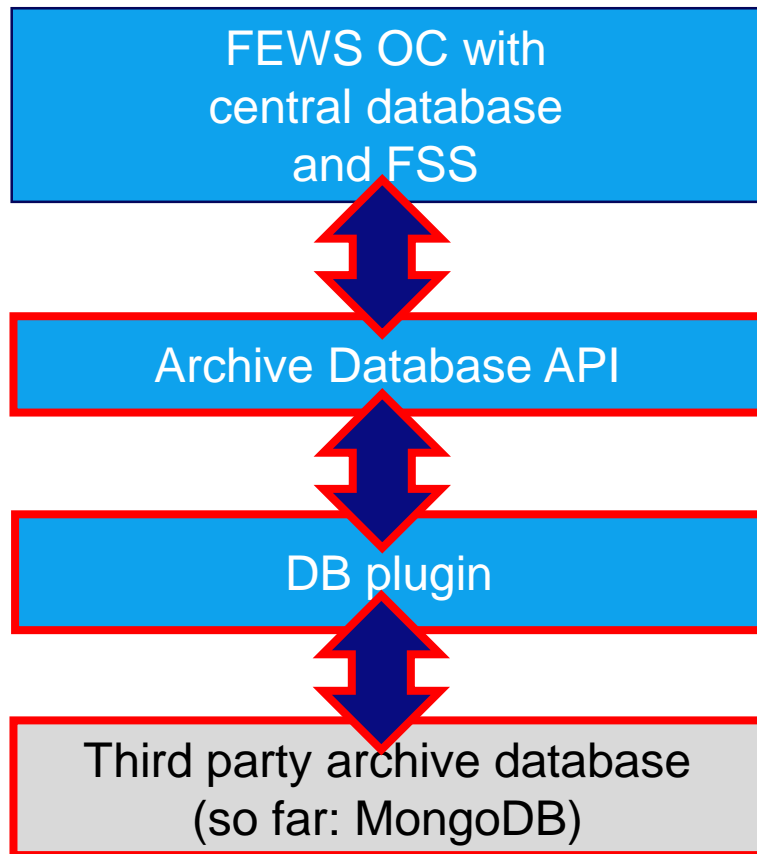 FEWS OC with
central database
and FSS
Archive Database API
DB plugin
Third party archive database
(so far: MongoDB)